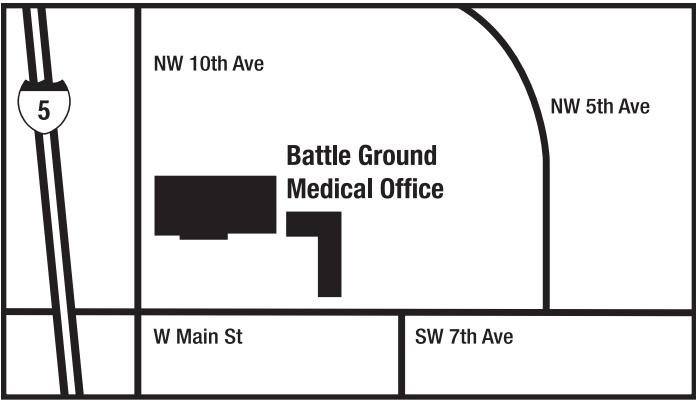 NW 10th Ave
5
NW 5th Ave
Battle Ground
Medical Office
W Main St
SW 7th Ave